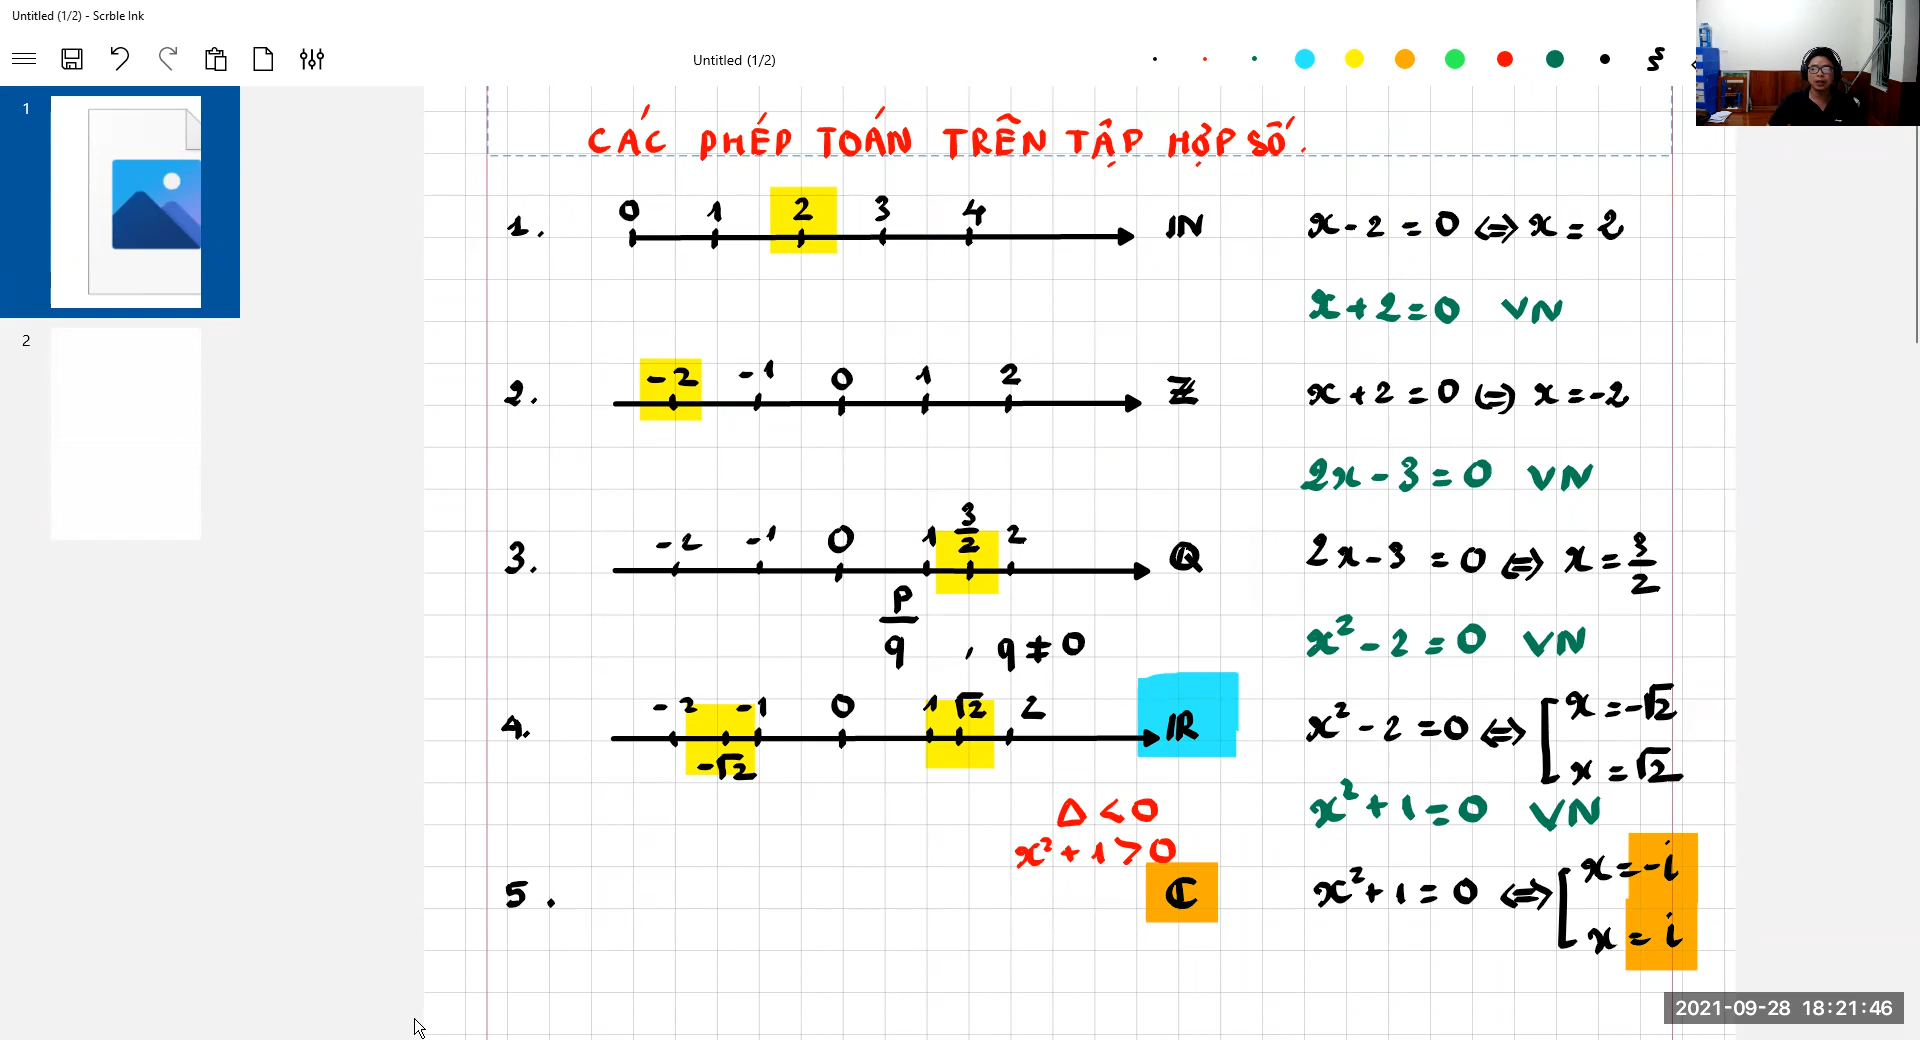 Untitled (1/2) - Scrble Ink
Untitled (1/2)
1
2
CÁC PHÉP TOÁN TRÊN TẬP HỢP SỐ.
1. 0 1 2 3 4 ℕ x - 2 = 0 ⇔ x = 2
x + 2 = 0 VN
2. -2 -1 0 1 2 ℤ x + 2 = 0 ⇔ x = -2
2x - 3 = 0 VN
3. -2 -1 0 1 3/2 2 Q 2x - 3 = 0 ⇔ x = 3/2
p/q , q ≠ 0 x² - 2 = 0 VN
4. -2 -√2 -1 0 1 √2 2 ℝ x² - 2 = 0 ⇔ [ x = -√2
x = √2
Δ < 0 x² + 1 = 0 VN
x² + 1 > 0
5. ℂ x² + 1 = 0 ⇔ [ x = -i
x = i
2021-09-28 18:21:46